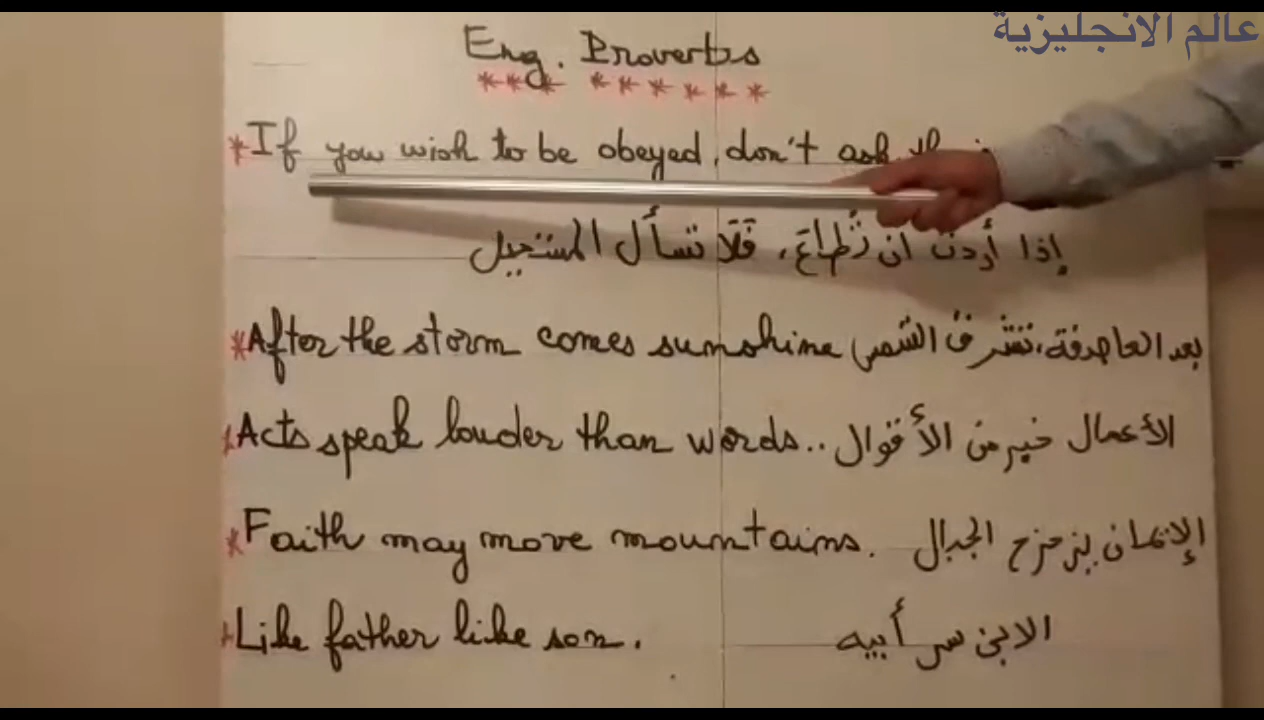 عالم الانجليزية
Eng. Proverbs
*** ******
* If you wish to be obeyed, don't ask
إذا أردت أن تُطاعَ، فَلَا تسأل المستحيل
* After the storm comes sunshine بعد العاصفة، تشرق الشمس
* Acts speak louder than words.. الأعمال خير من الأقوال
* Faith may move mountains. الإيمان يزحزح الجبال
* Like father like son. الابن سر أبيه